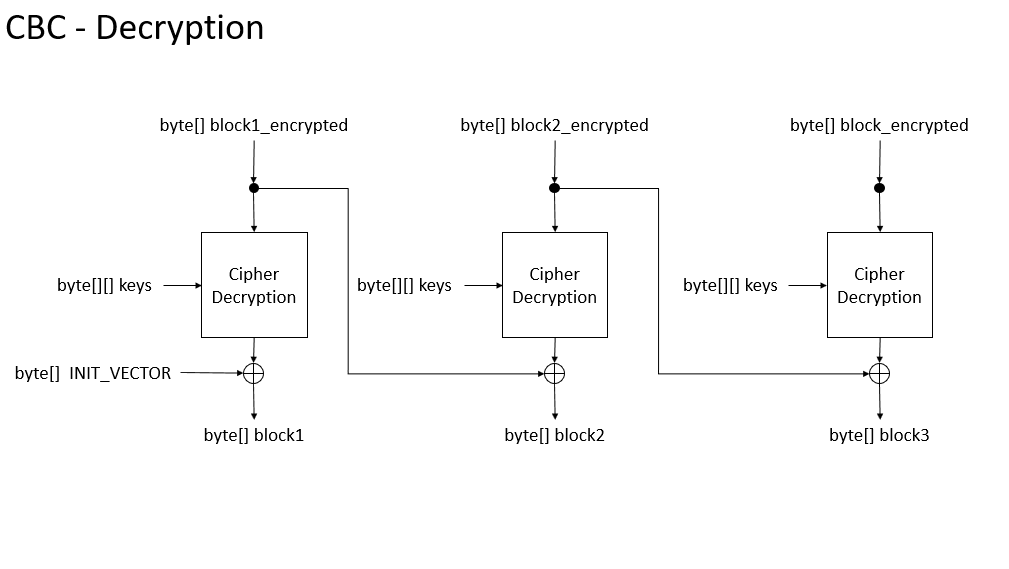 CBC - Decryption
byte[] block1_encrypted
byte[] block2_encrypted
byte[] block_encrypted
byte[][] keys
Cipher
Decryption
byte[][] keys
Cipher
Decryption
byte[][] keys
Cipher
Decryption
byte[]  INIT_VECTOR
byte[] block1
byte[] block2
byte[] block3